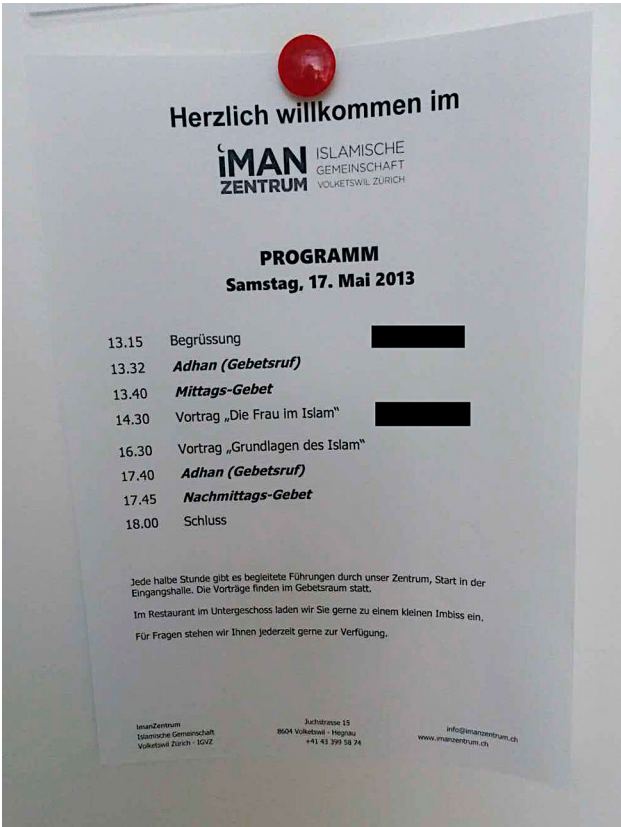 Herzlich willkommen im
iMAN ZENTRUM
ISLAMISCHE
GEMEINSCHAFT
VOLKETSWIL ZÜRICH
PROGRAMM
Samstag, 17. Mai 2013
13.15 Begrüssung
13.32 Adhan (Gebetsruf)
13.40 Mittags-Gebet
14.30 Vortrag „Die Frau im Islam“
16.30 Vortrag „Grundlagen des Islam“
17.40 Adhan (Gebetsruf)
17.45 Nachmittags-Gebet
18.00 Schluss
Jede halbe Stunde gibt es begleitete Führungen durch unser Zentrum, Start in der
Eingangshalle. Die Vorträge finden im Gebetsraum statt.
Im Restaurant im Untergeschoss laden wir Sie gerne zu einem kleinen Imbiss ein.
Für Fragen stehen wir Ihnen jederzeit gerne zur Verfügung.
ImanZentrum
Islamische Gemeinschaft
Volketswil Zürich - IGVZ
Juchstrasse 15
8604 Volketswil - Hegnau
+41 43 399 58 74
info@imanzentrum.ch
www.imanzentrum.ch